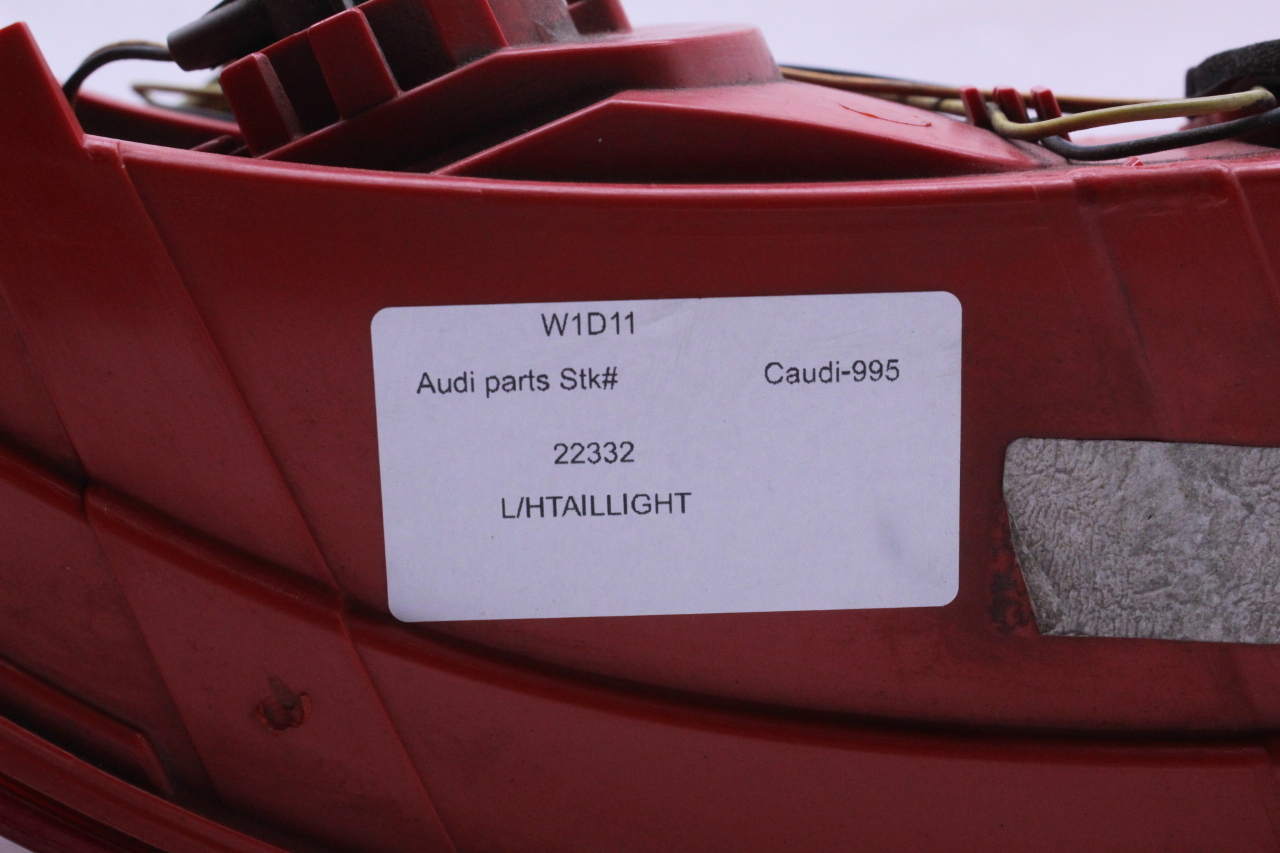 W1D11
Audi parts Stk# Caudi-995
22332
L/HTAILLIGHT